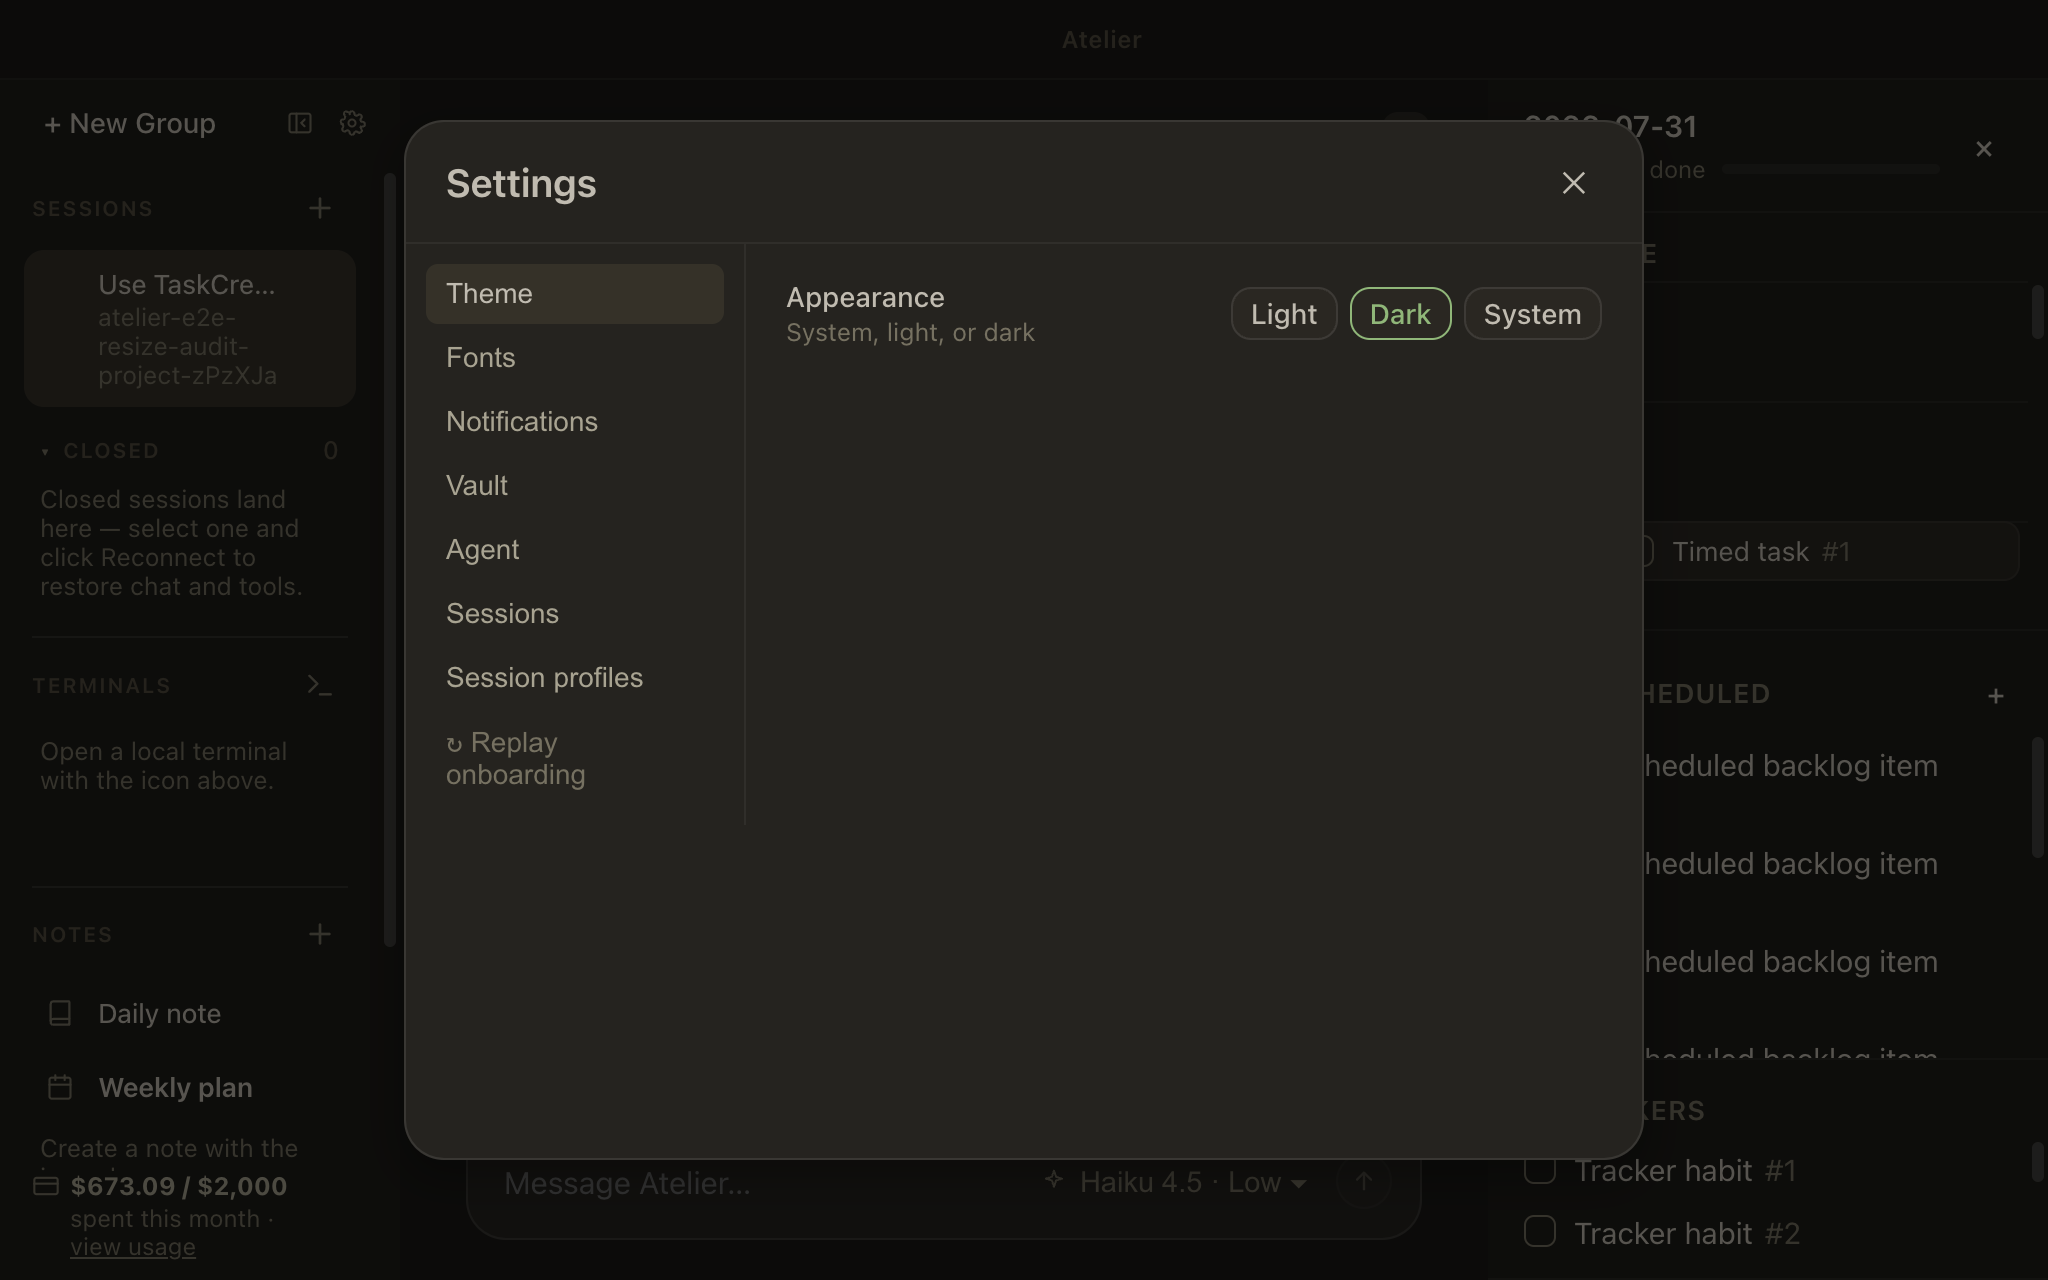 Atelier
+ New Group
SESSIONS
Use TaskCre...
atelier-e2e-
resize-audit-
project-zPzXJa
CLOSED
0
Closed sessions land
here — select one and
click Reconnect to
restore chat and tools.
TERMINALS
Open a local terminal
with the icon above.
NOTES
Daily note
Weekly plan
Create a note with the
$673.09 / $2,000
spent this month ·
view usage
Settings
Theme
Fonts
Notifications
Vault
Agent
Sessions
Session profiles
↻ Replay
onboarding
Appearance
System, light, or dark
Light
Dark
System
Message Atelier...
Haiku 4.5 · Low
07-31
done
Timed task #1
HEDULED
heduled backlog item
heduled backlog item
heduled backlog item
heduled backlog item
KERS
Tracker habit #1
Tracker habit #2